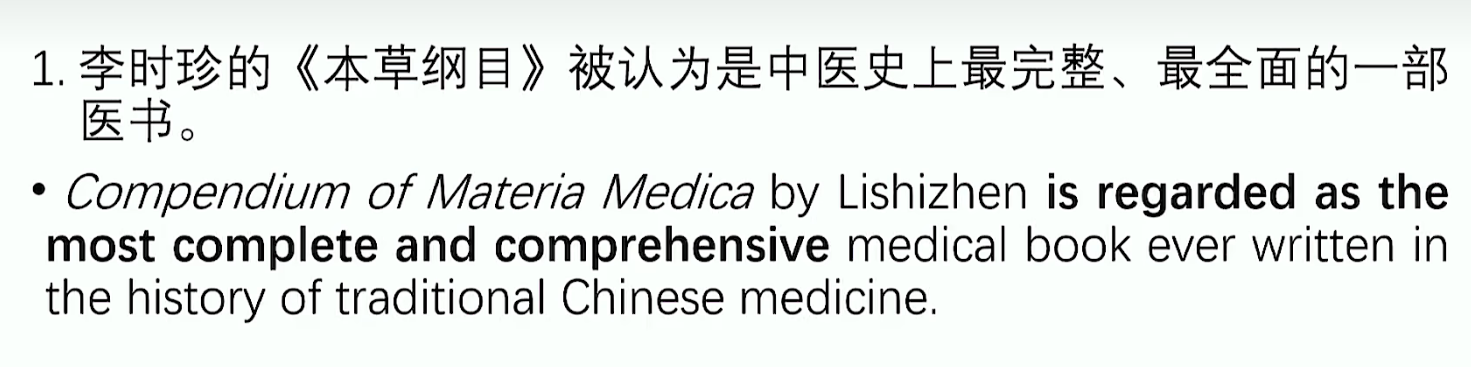 1. 李时珍的《本草纲目》被认为是中医史上最完整、最全面的一部
医书。
• Compendium of Materia Medica by Lishizhen is regarded as the
most complete and comprehensive medical book ever written in
the history of traditional Chinese medicine.